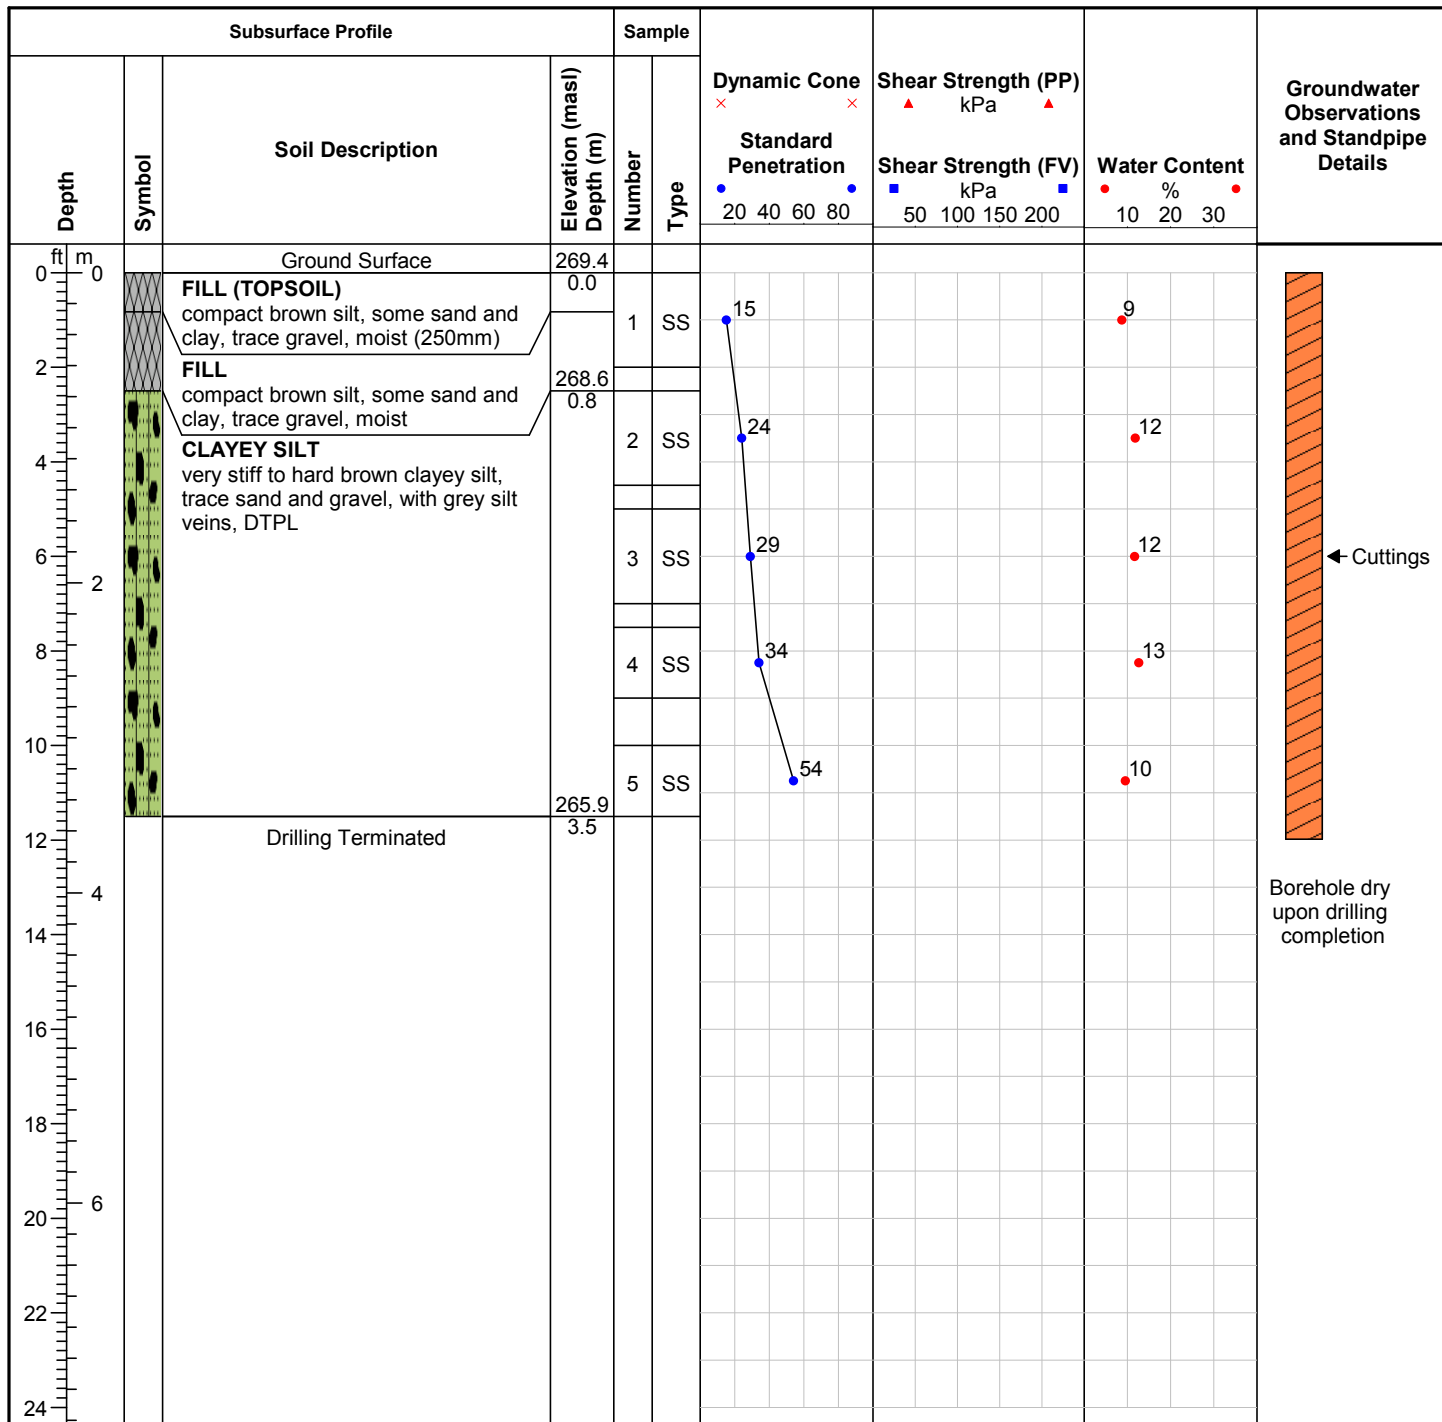 Subsurface Profile
Sample
Depth
Symbol
Soil Description
Elevation (masl)
Depth (m)
Number
Type
Dynamic Cone
Standard
Penetration
20 40 60 80
Shear Strength (PP)
kPa
Shear Strength (FV)
kPa
50 100 150 200
Water Content
%
10 20 30
Groundwater
Observations
and Standpipe
Details
ft m
Ground Surface
269.4
0 0
0.0
FILL (TOPSOIL)
compact brown silt, some sand and
clay, trace gravel, moist (250mm)
1 SS
15
9
2
FILL
compact brown silt, some sand and
clay, trace gravel, moist
268.6
0.8
2 SS
24
12
4
CLAYEY SILT
very stiff to hard brown clayey silt,
trace sand and gravel, with grey silt
veins, DTPL
6
3 SS
29
12
Cuttings
2
8
4 SS
34
13
10
5 SS
54
10
265.9
3.5
12
Drilling Terminated
4
Borehole dry
upon drilling
completion
14
16
18
6
20
22
24